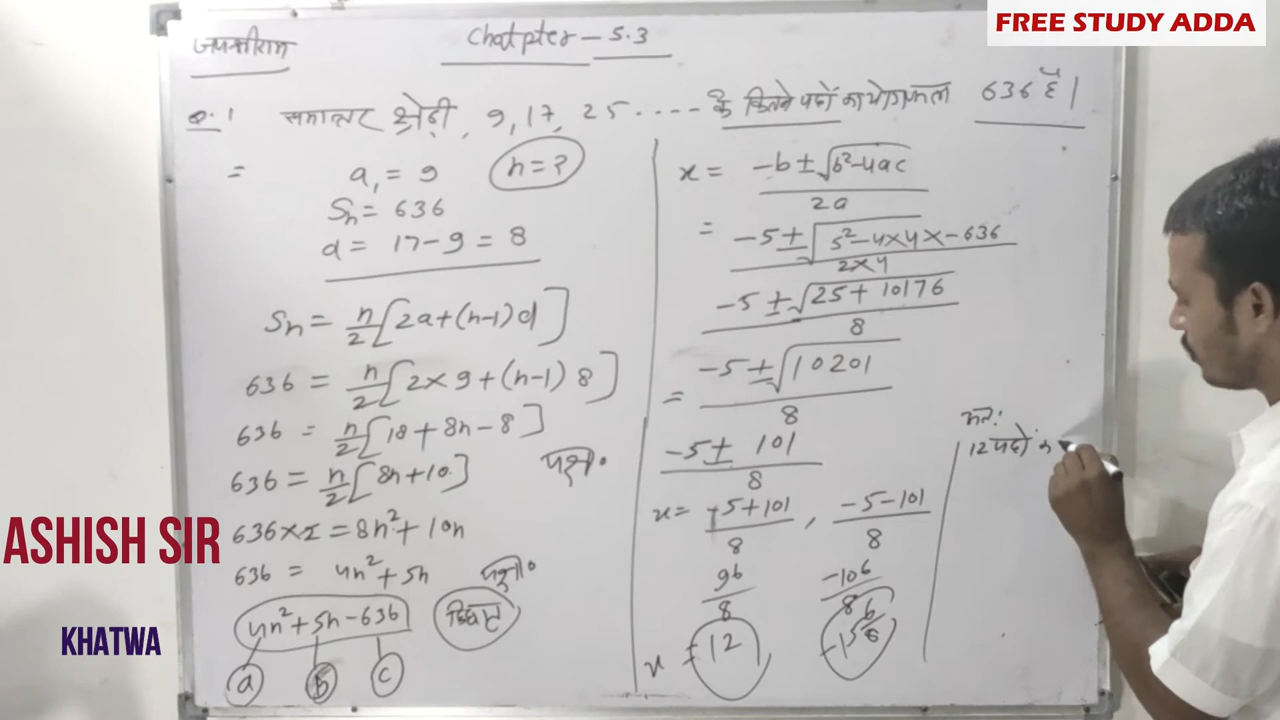 FREE STUDY ADDA
Chatpter - 5.3
Q.1 समान्तर श्रेढ़ी, 9, 17, 25 ..... के कितने पदों का योगफल 636 है।
= a₁ = 9 n = ?
Sₙ = 636
d = 17-9 = 8
Sₙ = n/2 [2a+(n-1)d]
636 = n/2 [2×9+(n-1) 8]
636 = n/2 [18+8n-8]
636 = n/2 [8n+10]
636×2 = 8n²+10n
636 = 4n²+5n
4n²+5n-636
a b c
x = -b±√b²-4ac / 2a
= -5±√5²-4×4×-636 / 2×4
-5±√25+10176 / 8
= -5±√10201 / 8
-5± 101 / 8
x = -5+101 / 8 , -5-101 / 8
96/8 -106/8
x = 12,
अतः
12 पदों
ASHISH SIR
KHATWA